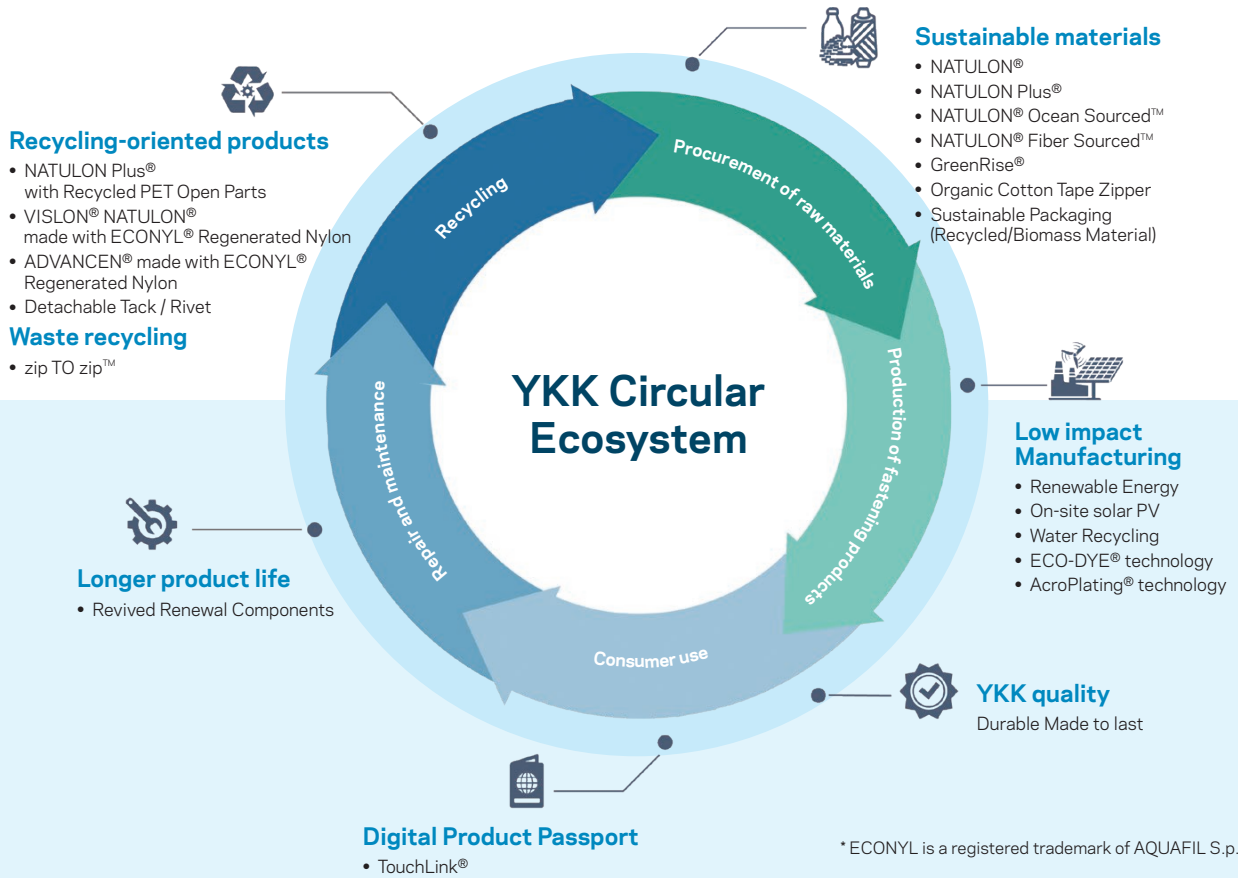 Sustainable materials
• NATULON®
• NATULON Plus®
• NATULON® Ocean Sourced™
• NATULON® Fiber Sourced™
• GreenRise®
• Organic Cotton Tape Zipper
• Sustainable Packaging
(Recycled/Biomass Material)
Recycling-oriented products
• NATULON Plus®
with Recycled PET Open Parts
• VISLON® NATULON®
made with ECONYL® Regenerated Nylon
• ADVANCEN® made with ECONYL®
Regenerated Nylon
• Detachable Tack / Rivet
Waste recycling
• zip TO zip™
Recycling
Procurement of raw materials
Production of fastening products
Consumer use
Repair and maintenance
YKK Circular
Ecosystem
Low impact
Manufacturing
• Renewable Energy
• On-site solar PV
• Water Recycling
• ECO-DYE® technology
• AcroPlating® technology
Longer product life
• Revived Renewal Components
YKK quality
Durable Made to last
Digital Product Passport
• TouchLink®
* ECONYL is a registered trademark of AQUAFIL S.p.